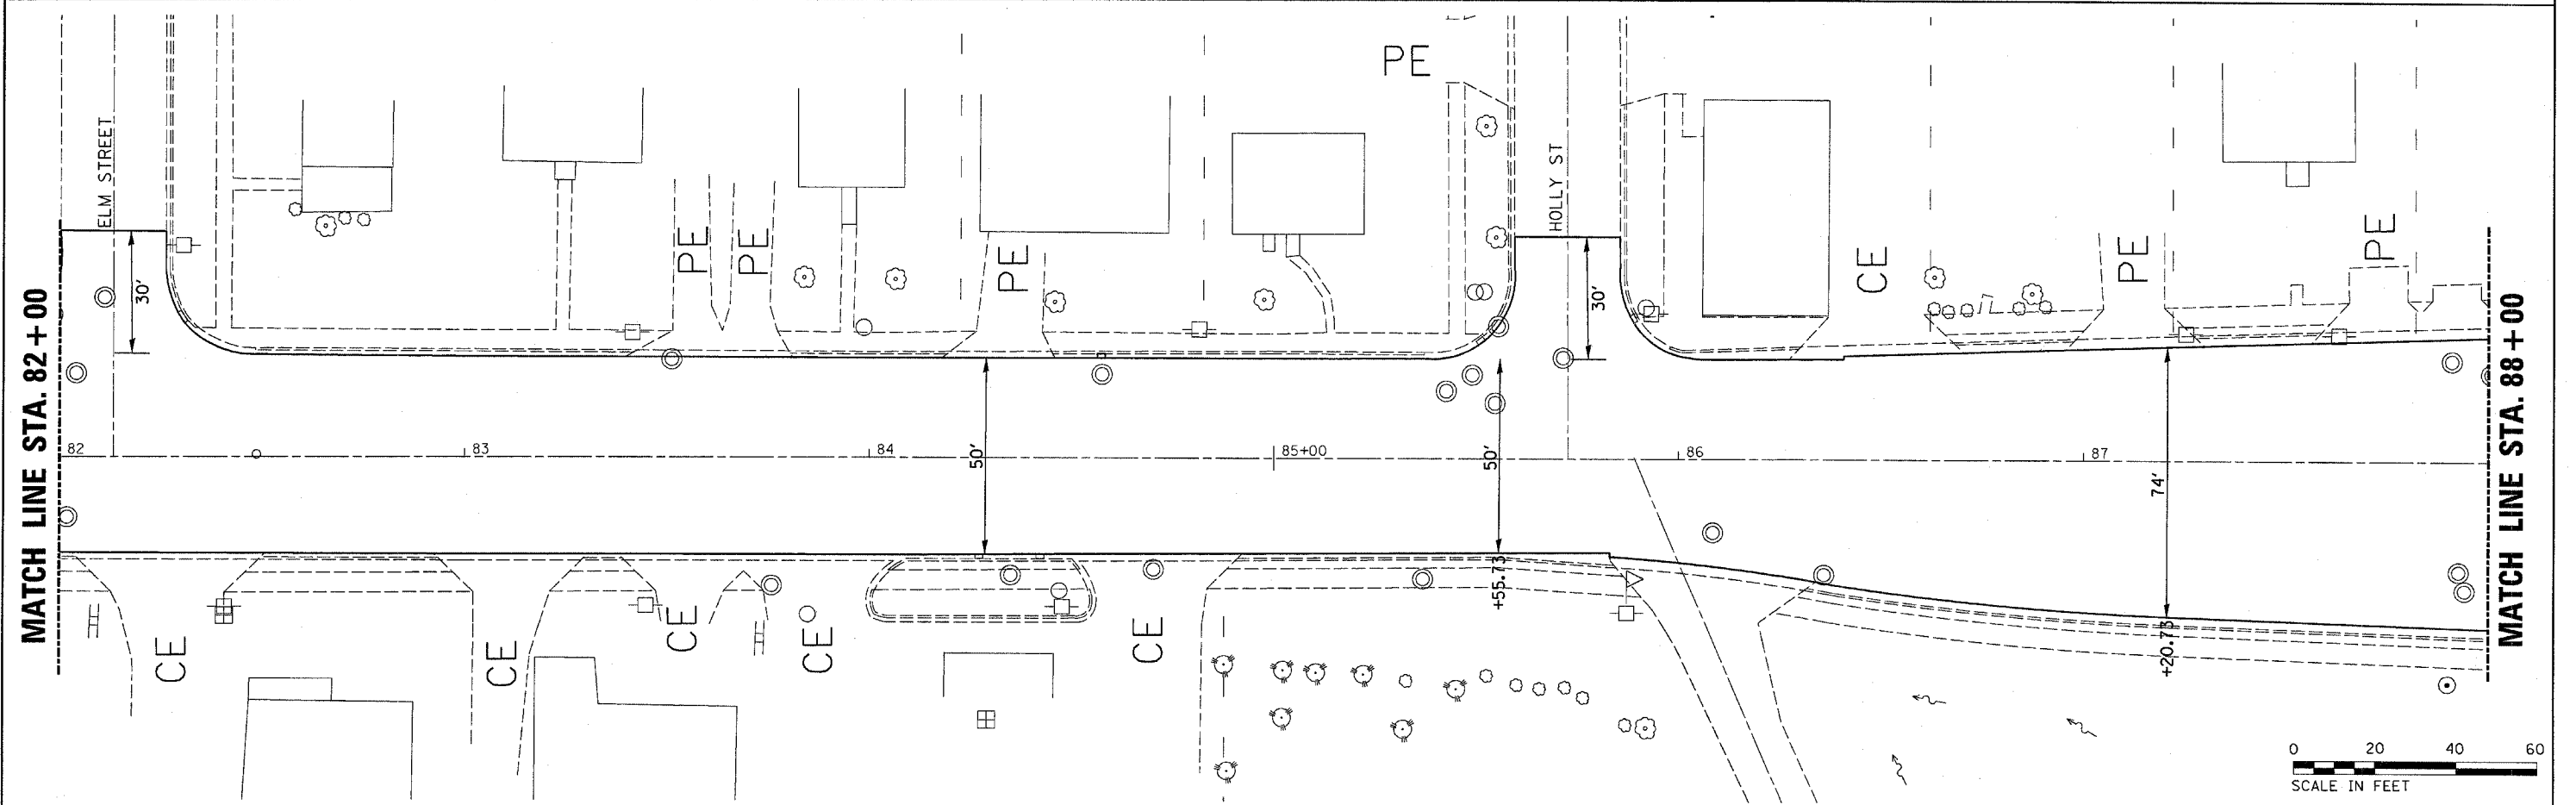 PE
ELM STREET
HOLLY ST
30'
30'
PE
PE
PE
CE
PE
PE
MATCH LINE STA. 82+00
MATCH LINE STA. 88+00
82
83
84
85+00
86
87
50'
50'
74'
+55.73
+20.73
CE
CE
CE
CE
CE
0 20 40 60
SCALE IN FEET